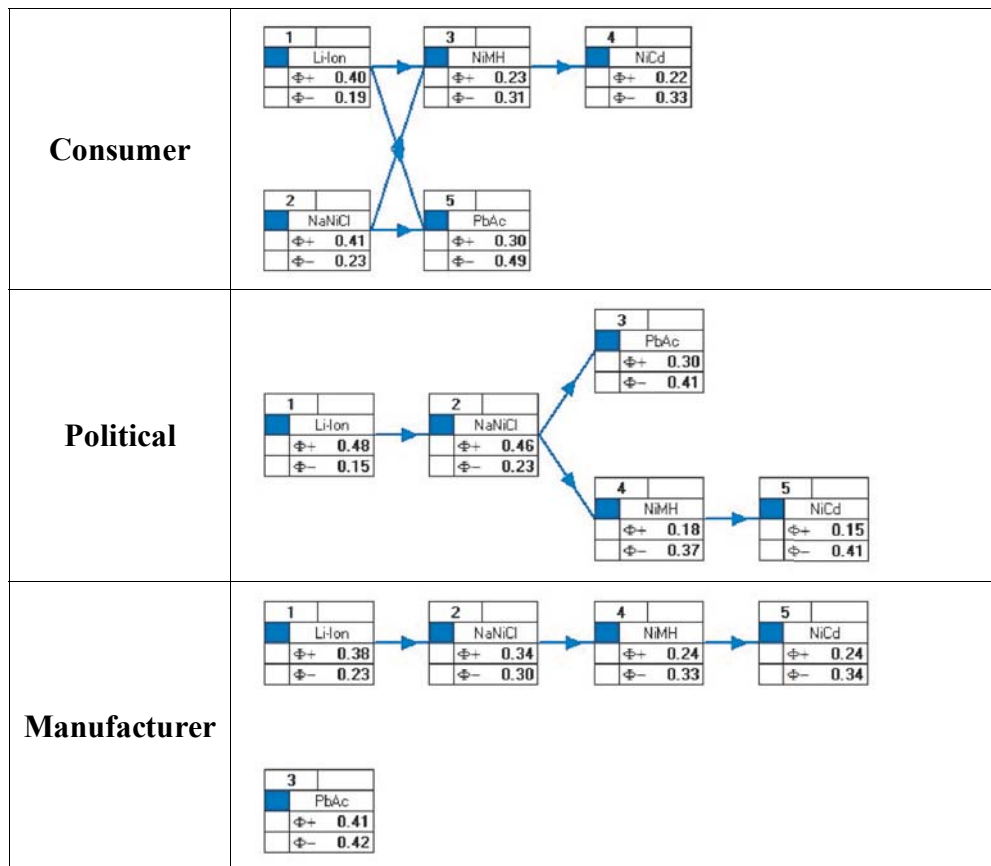 Consumer
1
Li-Ion
Φ+ 0.40
Φ− 0.19
3
NiMH
Φ+ 0.23
Φ− 0.31
4
NiCd
Φ+ 0.22
Φ− 0.33
2
NaNiCl
Φ+ 0.41
Φ− 0.23
5
PbAc
Φ+ 0.30
Φ− 0.49
Political
3
PbAc
Φ+ 0.30
Φ− 0.41
1
Li-Ion
Φ+ 0.48
Φ− 0.15
2
NaNiCl
Φ+ 0.46
Φ− 0.23
4
NiMH
Φ+ 0.18
Φ− 0.37
5
NiCd
Φ+ 0.15
Φ− 0.41
Manufacturer
1
Li-Ion
Φ+ 0.38
Φ− 0.23
2
NaNiCl
Φ+ 0.34
Φ− 0.30
4
NiMH
Φ+ 0.24
Φ− 0.33
5
NiCd
Φ+ 0.24
Φ− 0.34
3
PbAc
Φ+ 0.41
Φ− 0.42